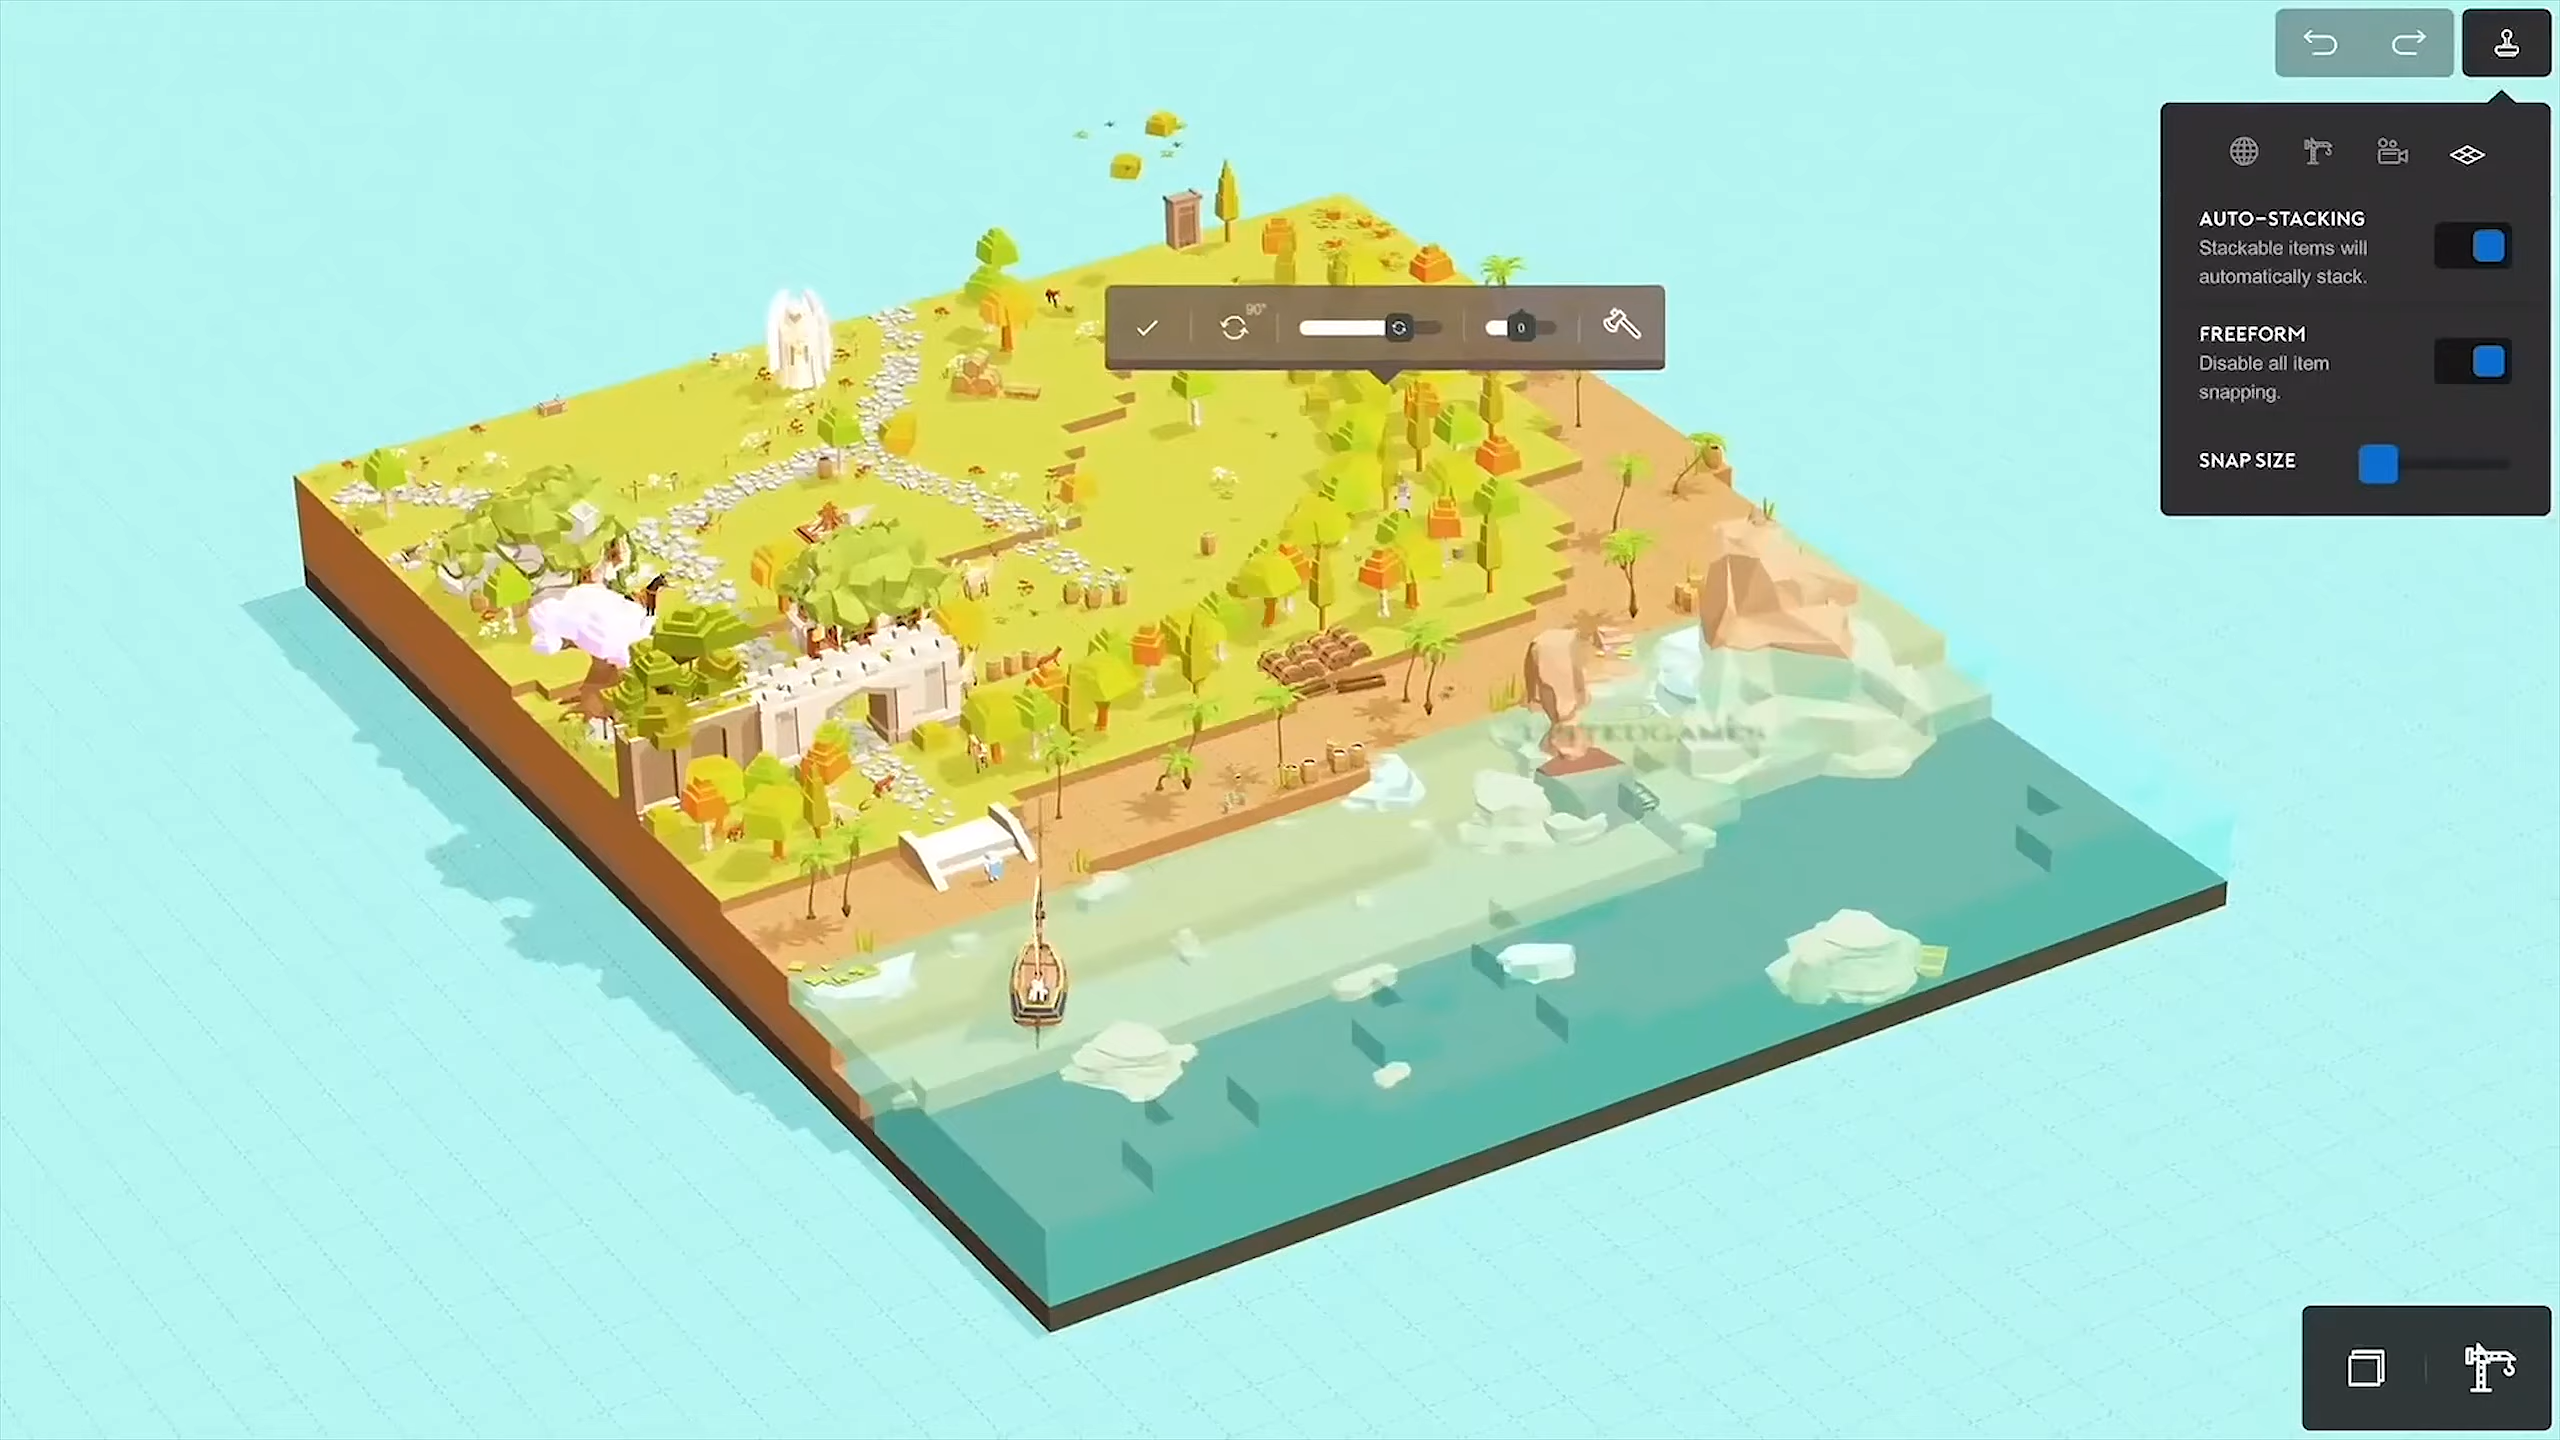 AUTO-STACKING
Stackable items will
automatically stack.
90°
0
FREEFORM
Disable all item
snapping.
SNAP SIZE